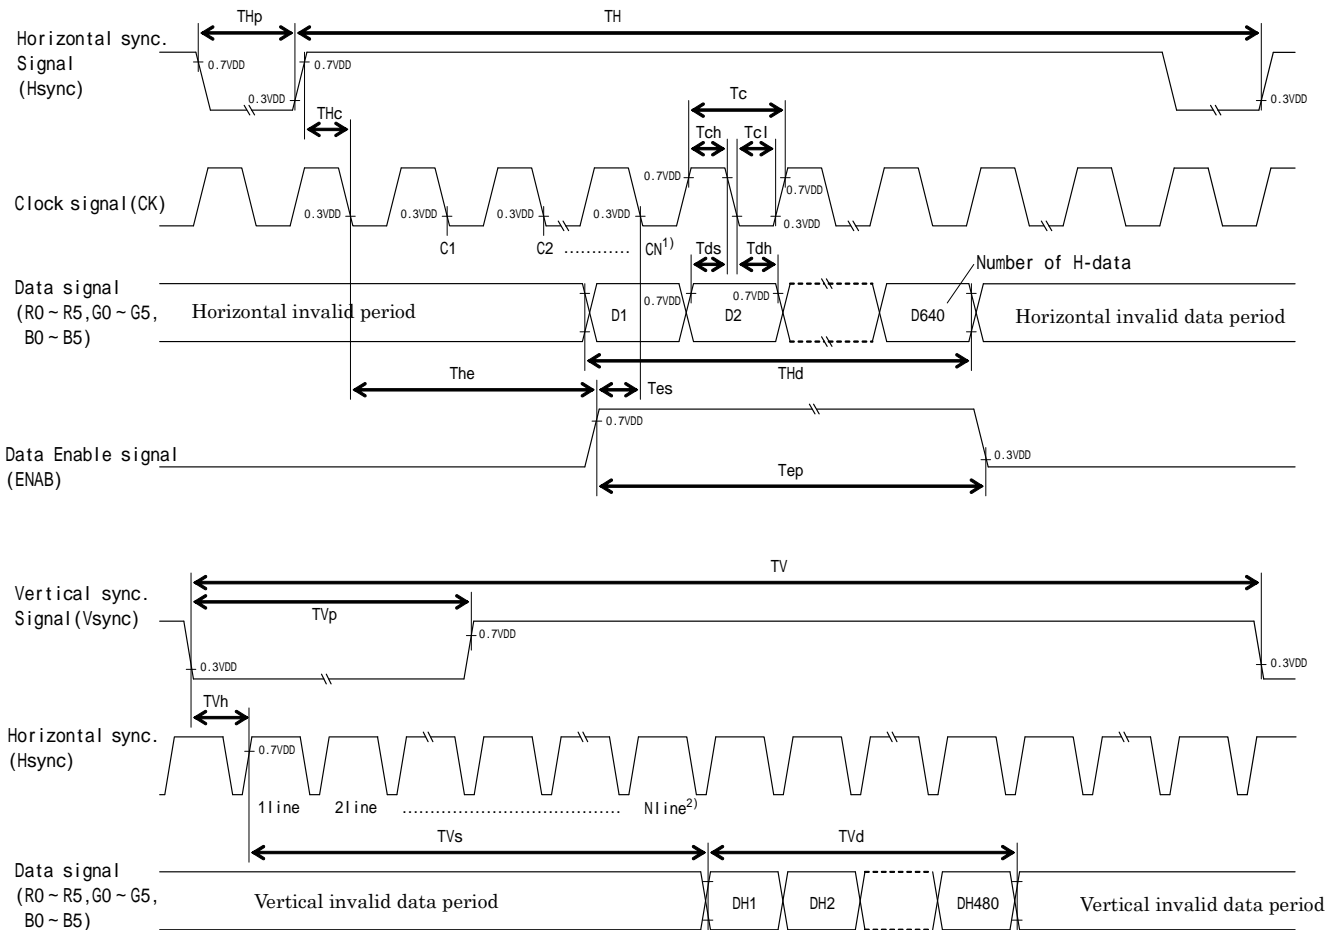 THp
TH
Horizontal sync.
Signal
(Hsync)
0.7VDD
0.7VDD
0.3VDD
0.3VDD
THc
Tc
Tch
Tcl
Clock signal(CK)
0.7VDD
0.7VDD
0.3VDD
0.3VDD
0.3VDD
0.3VDD
0.3VDD
C1
C2
............
CN1)
Tds
Tdh
Number of H-data
Data signal
(R0~R5,G0~G5,
B0~B5)
Horizontal invalid period
0.7VDD
0.7VDD
D1
D2
D640
Horizontal invalid data period
The
Tes
THd
0.7VDD
Data Enable signal
(ENAB)
0.3VDD
Tep
TV
Vertical sync.
Signal(Vsync)
TVp
0.7VDD
0.3VDD
0.3VDD
TVh
Horizontal sync.
(Hsync)
0.7VDD
1line
2line
........................................
Nline2)
TVs
TVd
Data signal
(R0~R5,G0~G5,
B0~B5)
Vertical invalid data period
DH1
DH2
DH480
Vertical invalid data period